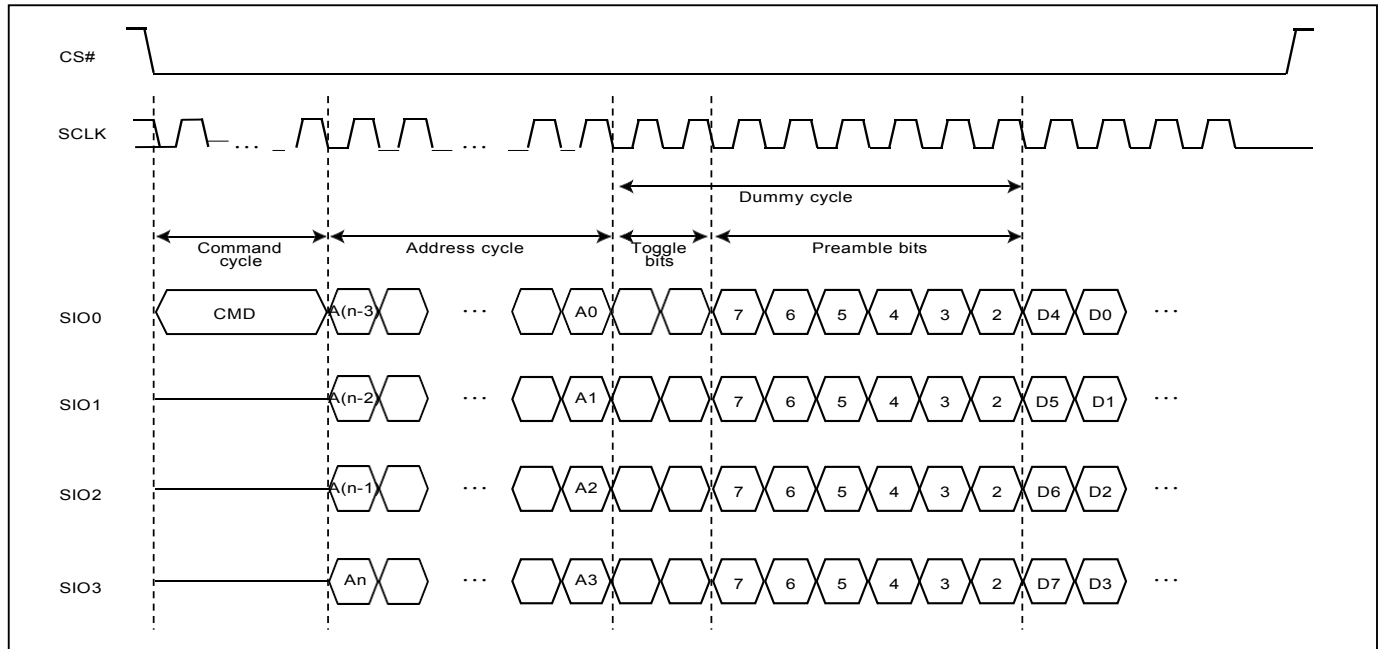 CS#
SCLK
...
...
Dummy cycle
Command
cycle
Address cycle
Toggle
bits
Preamble bits
SIO0 CMD A(n-3) ... A0 7 6 5 4 3 2 D4 D0 ...
SIO1 A(n-2) ... A1 7 6 5 4 3 2 D5 D1 ...
SIO2 A(n-1) ... A2 7 6 5 4 3 2 D6 D2 ...
SIO3 An ... A3 7 6 5 4 3 2 D7 D3 ...